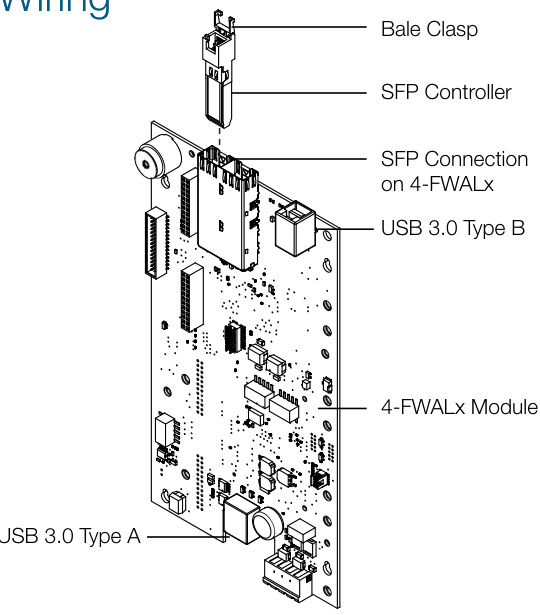 Wiring
Bale Clasp
SFP Controller
SFP Connection
on 4-FWALx
USB 3.0 Type B
4-FWALx Module
USB 3.0 Type A